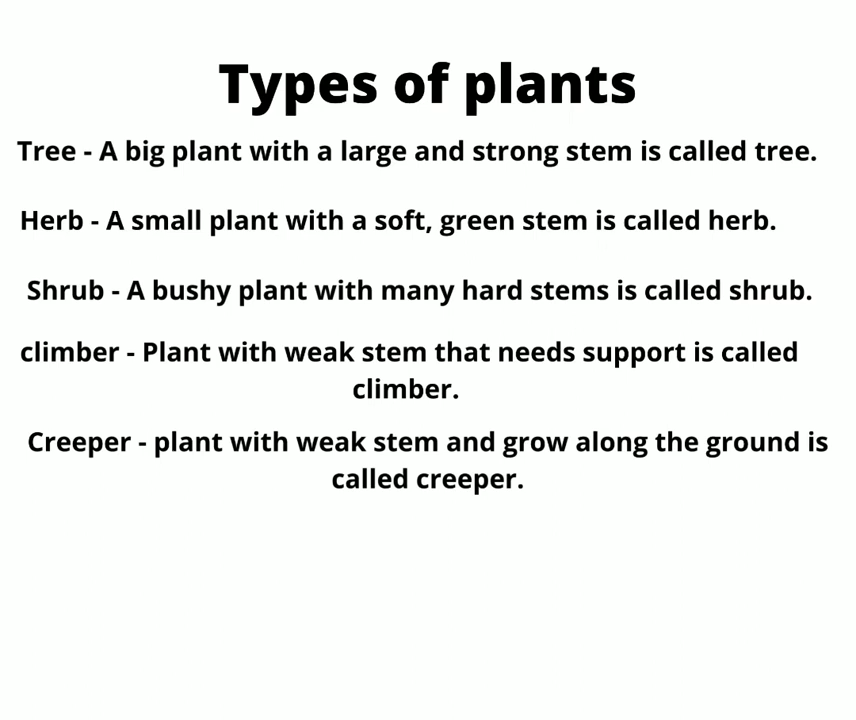 Types of plants
Tree - A big plant with a large and strong stem is called tree.
Herb - A small plant with a soft, green stem is called herb.
Shrub - A bushy plant with many hard stems is called shrub.
climber - Plant with weak stem that needs support is called
climber.
Creeper - plant with weak stem and grow along the ground is
called creeper.